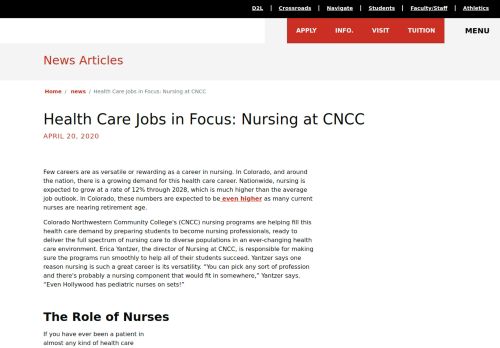 D2L | Crossroads | Navigate | Students | Faculty/Staff | Athletics
APPLY INFO. VISIT TUITION MENU
News Articles
Home / news / Health Care Jobs in Focus: Nursing at CNCC
Health Care Jobs in Focus: Nursing at CNCC
APRIL 20, 2020
Few careers are as versatile or rewarding as a career in nursing. In Colorado, and around
the nation, there is a growing demand for this health care career. Nationwide, nursing is
expected to grow at a rate of 12% through 2028, which is much higher than the average
job outlook. In Colorado, these numbers are expected to be even higher as many current
nurses are nearing retirement age.
Colorado Northwestern Community College's (CNCC) nursing programs are helping fill this
health care demand by preparing students to become nursing professionals, ready to
deliver the full spectrum of nursing care to diverse populations in an ever-changing health
care environment. Erica Yantzer, the director of Nursing at CNCC, is responsible for making
sure the programs run smoothly to help all of their students succeed. Yantzer says one
reason nursing is such a great career is its versatility. “You can pick any sort of profession
and there's probably a nursing component that would fit in somewhere,” Yantzer says.
“Even Hollywood has pediatric nurses on sets!”
The Role of Nurses
If you have ever been a patient in
almost any kind of health care